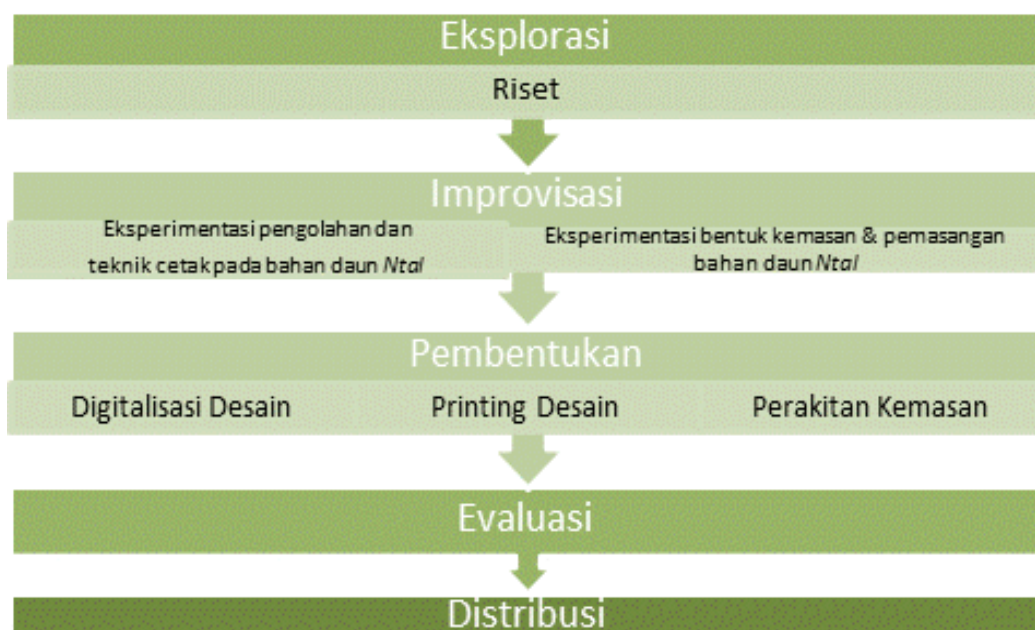 Eksplorasi
Riset
Improvisasi
Eksperimentasi pengolahan dan
teknik cetak pada bahan daun Ntal
Eksperimentasi bentuk kemasan & pemasangan
bahan daun Ntal
Pembentukan
Digitalisasi Desain
Printing Desain
Perakitan Kemasan
Evaluasi
Distribusi